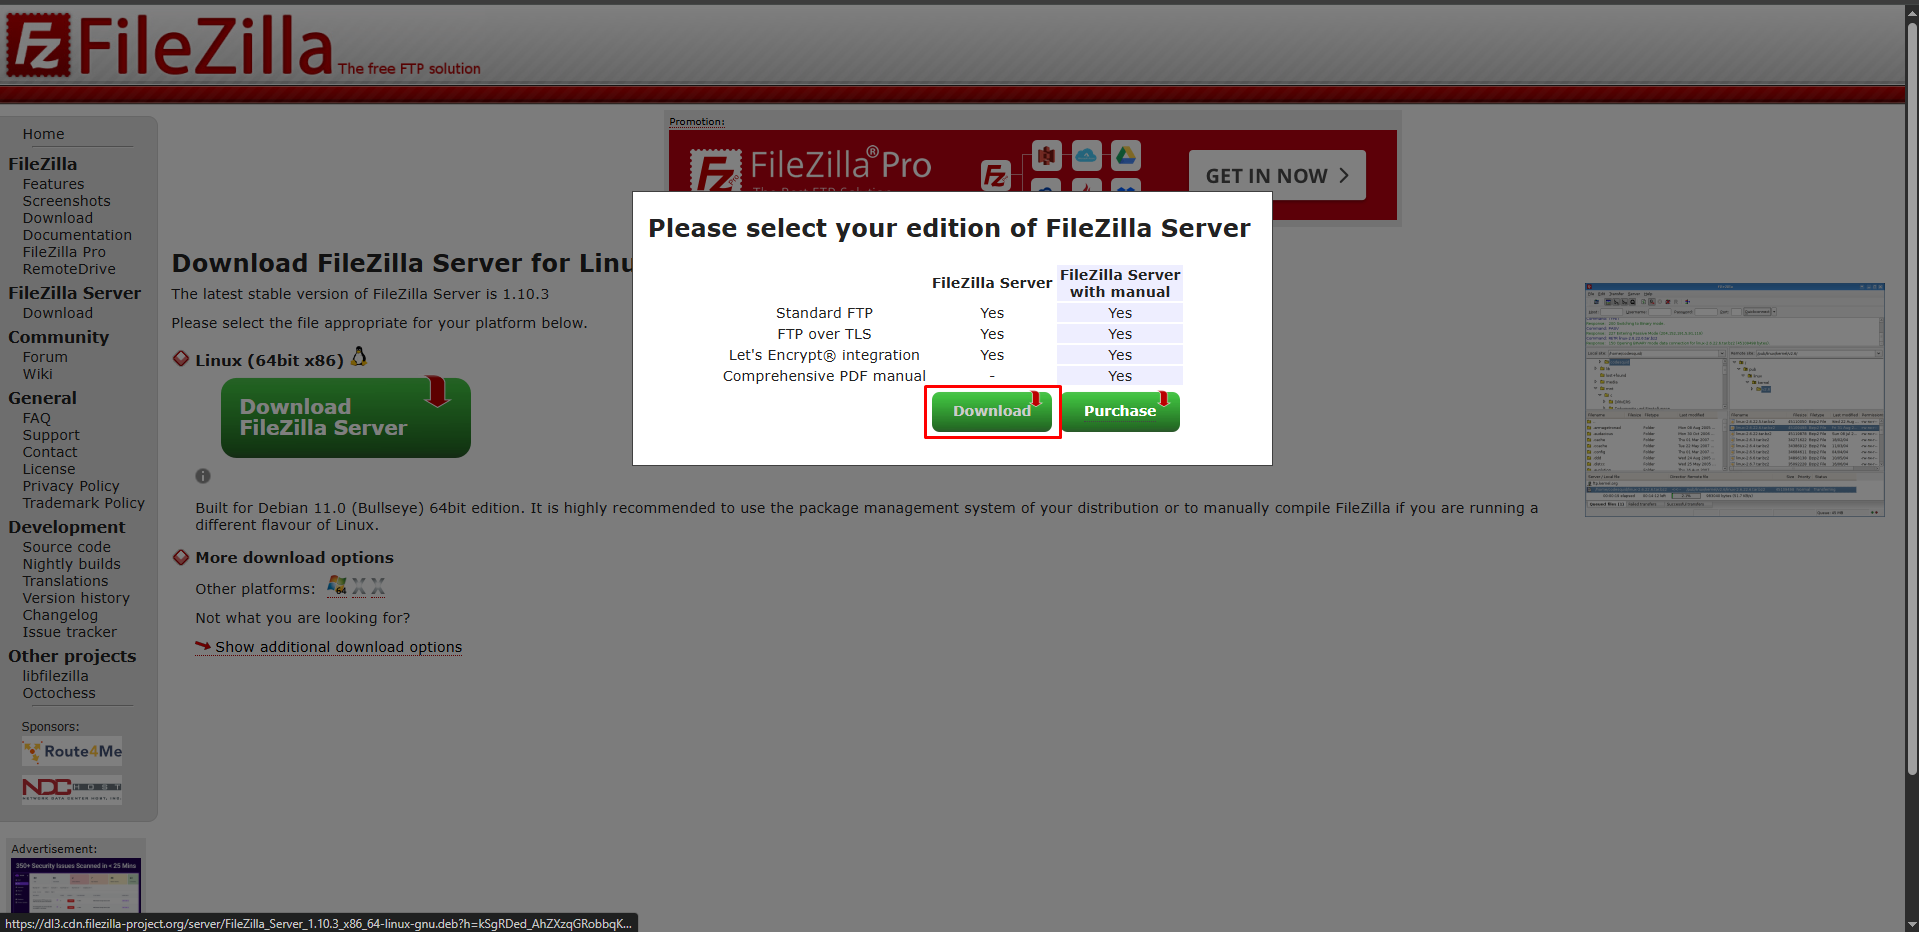 FileZilla
The free FTP solution
Home
FileZilla
Features
Screenshots
Download
Documentation
FileZilla Pro
RemoteDrive
FileZilla Server
Download
Community
Forum
Wiki
General
FAQ
Support
Contact
License
Privacy Policy
Trademark Policy
Development
Source code
Nightly builds
Translations
Version history
Changelog
Issue tracker
Other projects
libfilezilla
Octochess
Sponsors:
Route4Me
NDC HOST
Advertisement:
350+ Security Issues Scanned in < 25 Mins
Promotion:
FileZilla® Pro
GET IN NOW
Download FileZilla Server for Linu
The latest stable version of FileZilla Server is 1.10.3
Please select the file appropriate for your platform below.
Linux (64bit x86)
Download
FileZilla Server
Built for Debian 11.0 (Bullseye) 64bit edition. It is highly recommended to use the package management system of your distribution or to manually compile FileZilla if you are running a
different flavour of Linux.
More download options
Other platforms: 64
Not what you are looking for?
Show additional download options
Please select your edition of FileZilla Server
FileZilla Server
FileZilla Server
with manual
Standard FTP Yes Yes
FTP over TLS Yes Yes
Let's Encrypt® integration Yes Yes
Comprehensive PDF manual - Yes
Download Purchase
https://dl3.cdn.filezilla-project.org/server/FileZilla_Server_1.10.3_x86_64-linux-gnu.deb?h=kSgRDed_AhZXzqGRobbqK...